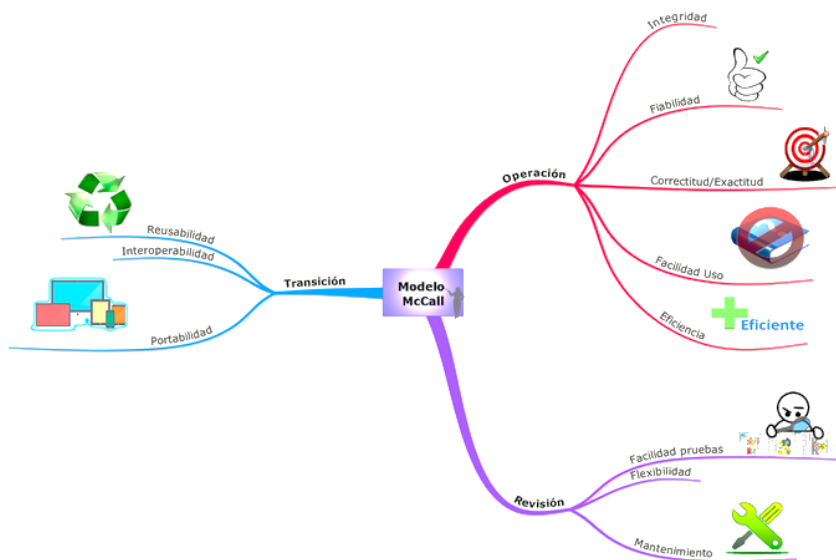 Modelo
McCall
Operación
Integridad
Fiabilidad
Correctitud/Exactitud
Facilidad Uso
Eficiencia
Eficiente
Revisión
Facilidad pruebas
Flexibilidad
Mantenimiento
Transición
Reusabilidad
Interoperabilidad
Portabilidad